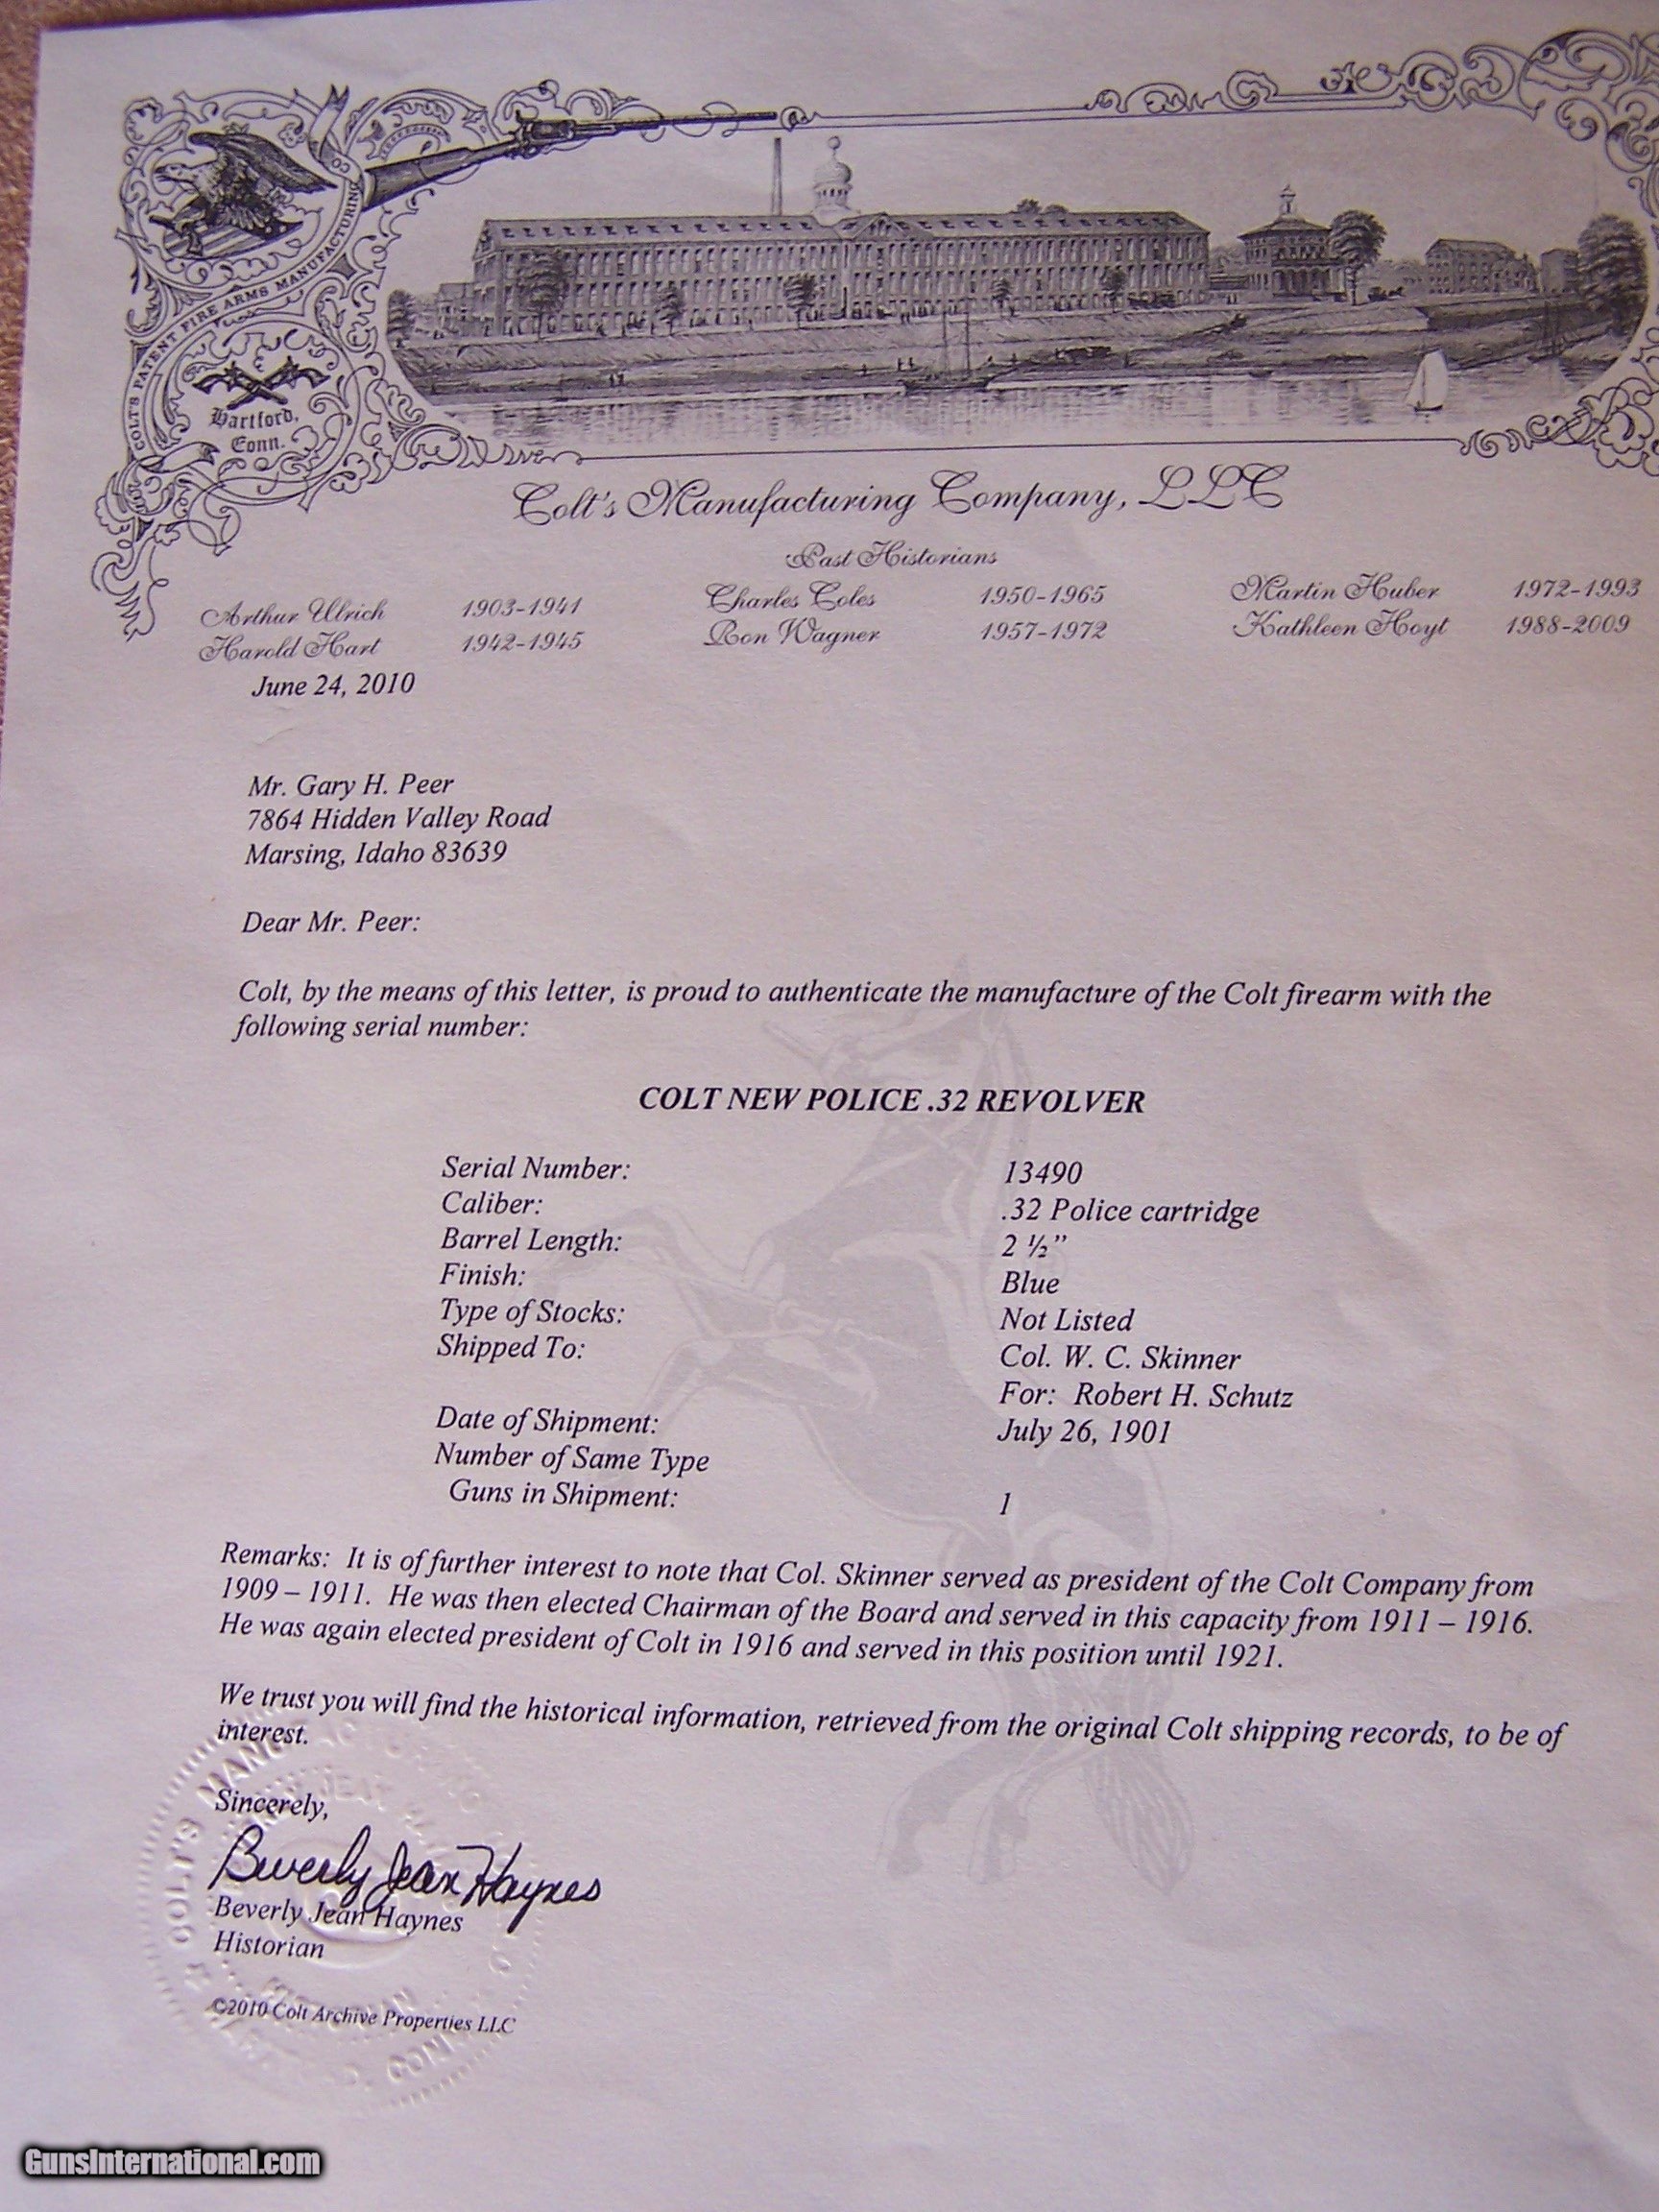 COLT'S PATENT FIRE ARMS MANUFACTURING CO
Hartford,
Conn.
Colt's Manufacturing Company, LLC
Past Historians
Arthur Ulrich 1903-1941 Charles Coles 1950-1965 Martin Huber 1972-1993
Harold Hart 1942-1945 Ron Wagner 1957-1972 Kathleen Hoyt 1988-2009
June 24, 2010
Mr. Gary H. Peer
7864 Hidden Valley Road
Marsing, Idaho 83639
Dear Mr. Peer:
Colt, by the means of this letter, is proud to authenticate the manufacture of the Colt firearm with the
following serial number:
COLT NEW POLICE .32 REVOLVER
Serial Number: 13490
Caliber: .32 Police cartridge
Barrel Length: 2 ½”
Finish: Blue
Type of Stocks: Not Listed
Shipped To: Col. W. C. Skinner
For: Robert H. Schutz
Date of Shipment: July 26, 1901
Number of Same Type
Guns in Shipment: 1
Remarks: It is of further interest to note that Col. Skinner served as president of the Colt Company from
1909 – 1911. He was then elected Chairman of the Board and served in this capacity from 1911 – 1916.
He was again elected president of Colt in 1916 and served in this position until 1921.
We trust you will find the historical information, retrieved from the original Colt shipping records, to be of
interest.
Sincerely,
Beverly Jean Haynes
Beverly Jean Haynes
Historian
©2010 Colt Archive Properties LLC
COLT'S
GunsInternational.com